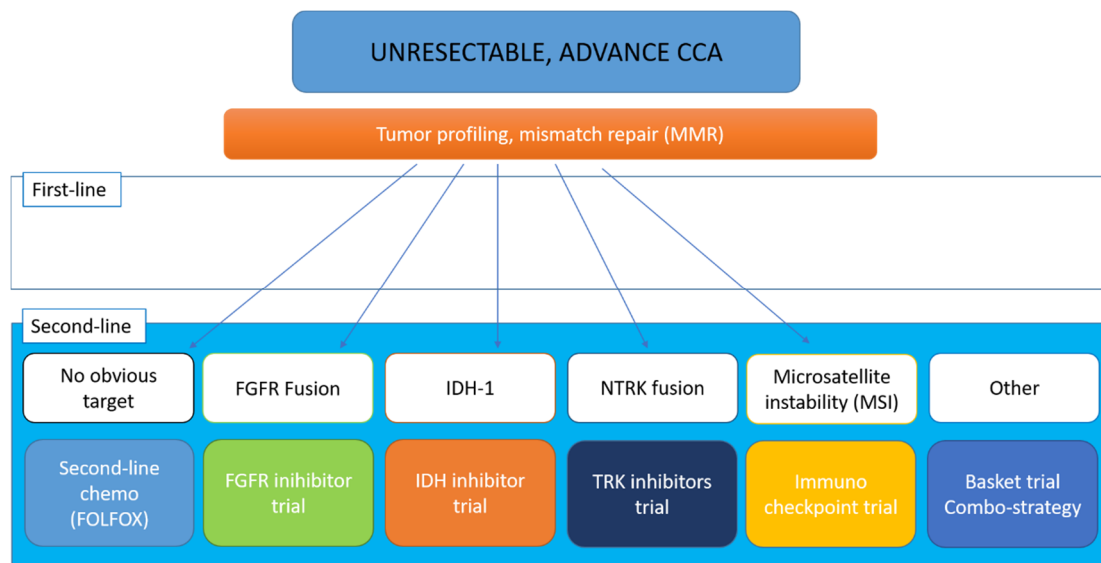 UNRESECTABLE, ADVANCE CCA
Tumor profiling, mismatch repair (MMR)
First-line
Second-line
No obvious
target
FGFR Fusion
IDH-1
NTRK fusion
Microsatellite
instability (MSI)
Other
Second-line
chemo
(FOLFOX)
FGFR inihibitor
trial
IDH inhibitor
trial
TRK inhibitors
trial
Immuno
checkpoint trial
Basket trial
Combo-strategy